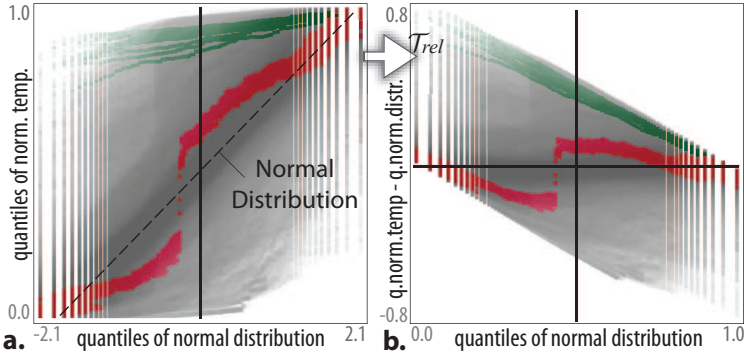 1.0
quantiles of norm. temp.
Normal
Distribution
0.0
-2.1
2.1
a. quantiles of normal distribution
𝒯rel
0.8
q.norm.temp - q.norm.distr.
-0.8
0.0
1.0
b. quantiles of normal distribution